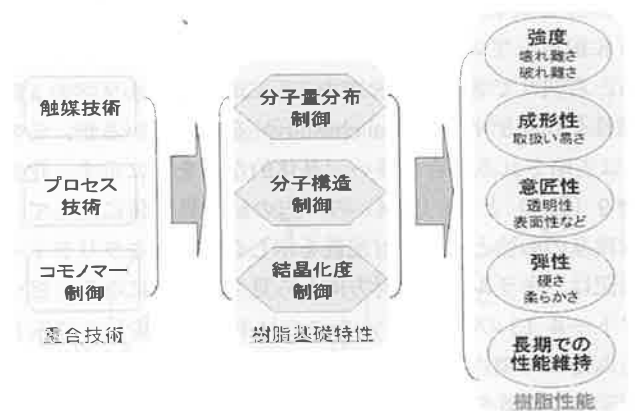 触媒技術
プロセス
技術
コモノマー
制御
重合技術
分子量分布
制御
分子構造
制御
結晶化度
制御
樹脂基礎特性
強度
壊れ難さ
破れ難さ
成形性
取扱い易さ
意匠性
透明性
表面性など
弾性
硬さ
柔らかさ
長期での
性能維持
樹脂性能